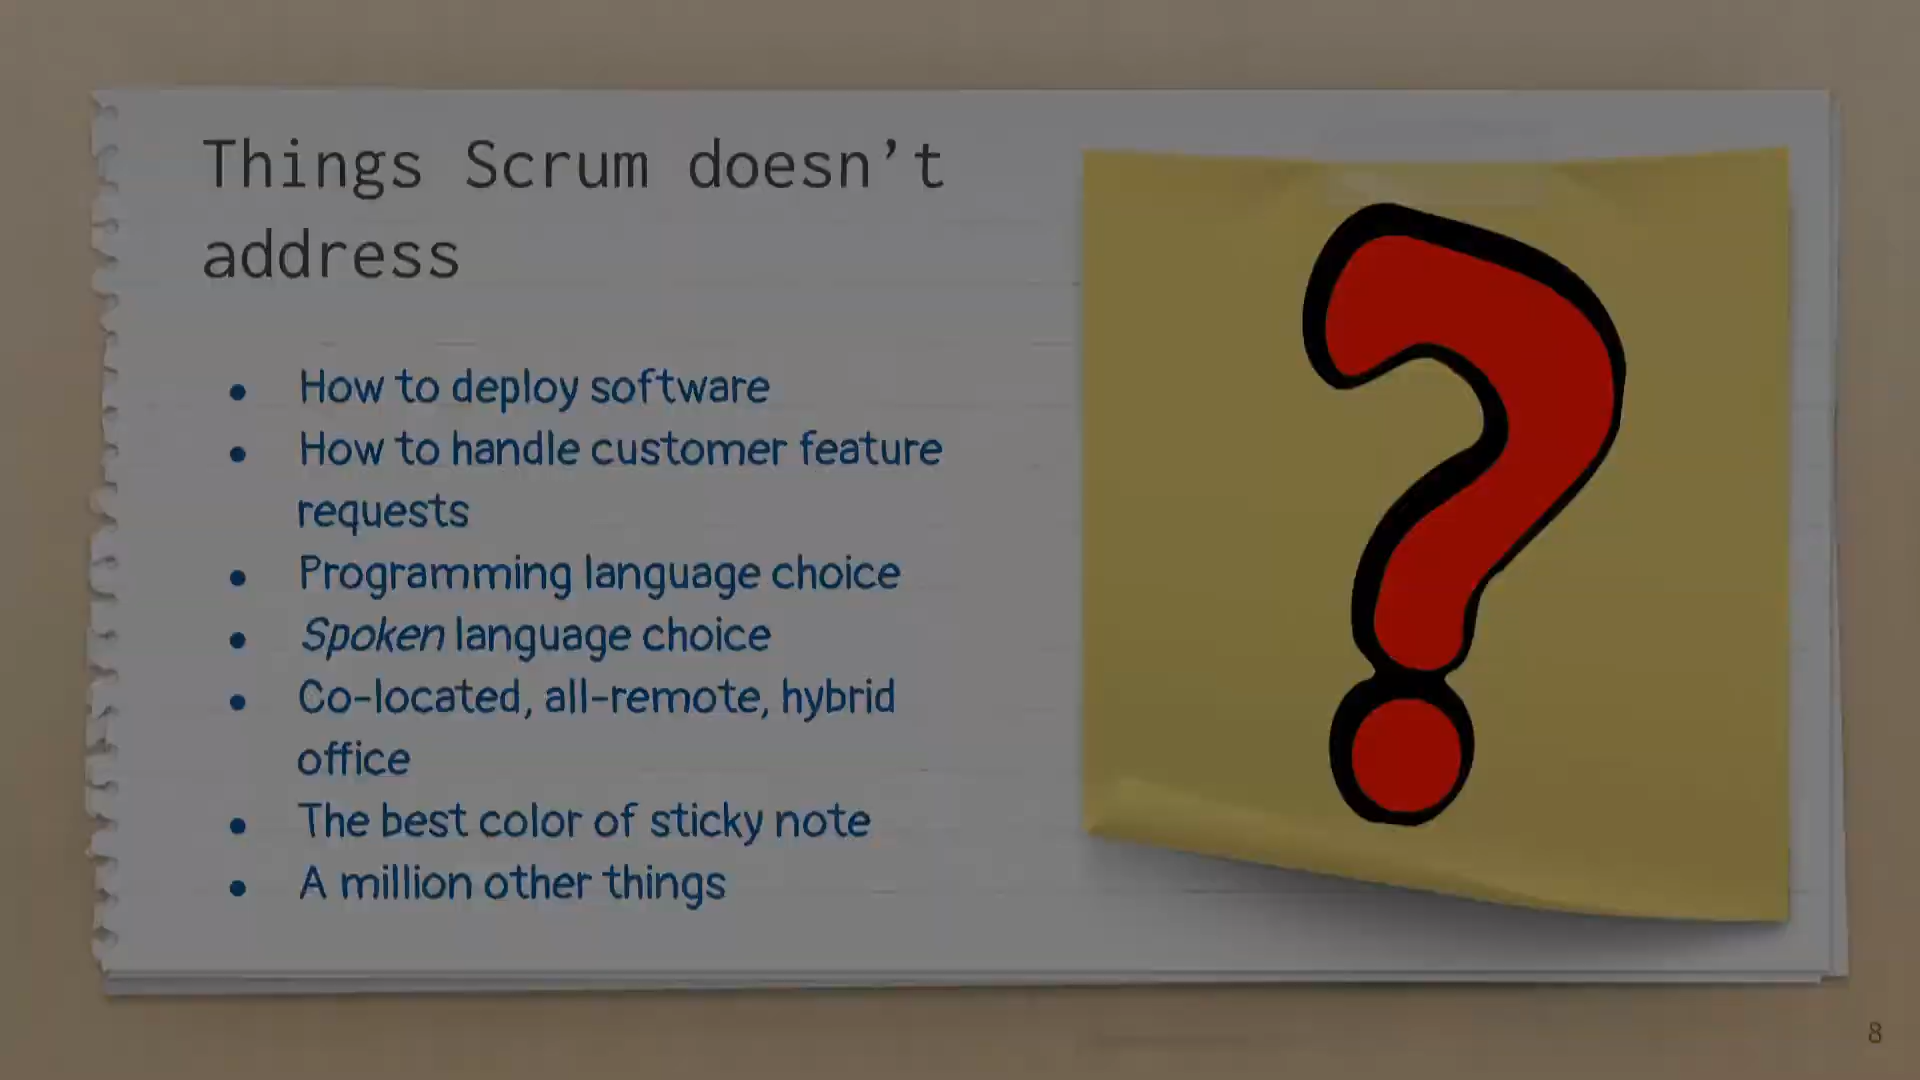 Things Scrum doesn’t
address
• How to deploy software
• How to handle customer feature
requests
• Programming language choice
• Spoken language choice
• Co-located, all-remote, hybrid
office
• The best color of sticky note
• A million other things
?
8